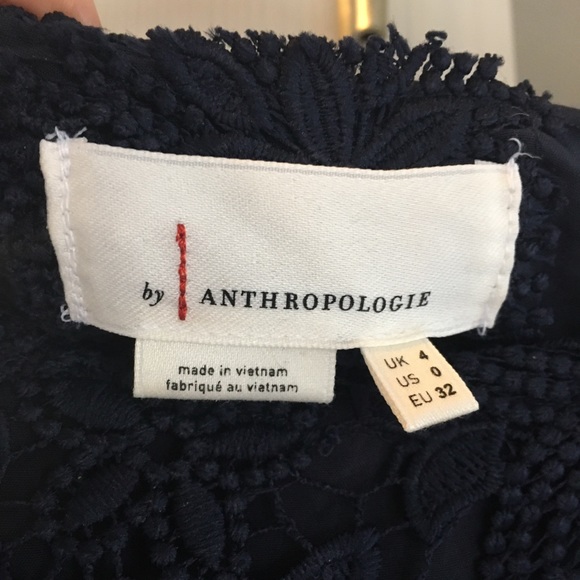 by ANTHROPOLOGIE
made in vietnam
fabriqué au vietnam
UK 4
US 0
EU 32